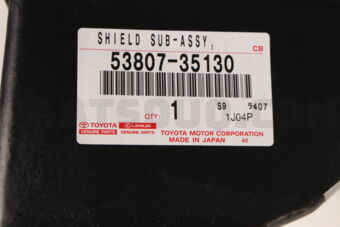 SHIELD SUB-ASSY,
CB
53807-35130
QTY: 1 S9 5407
1J04P
TOYOTA LEXUS
GENUINE PARTS GENUINE PARTS
TOYOTA MOTOR CORPORATION
MADE IN JAPAN 40